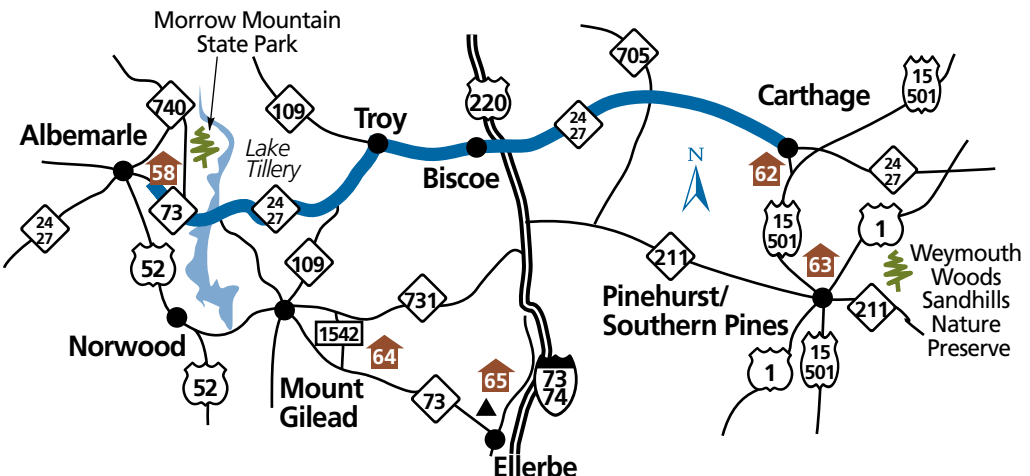 Morrow Mountain
State Park
705
15
501
740
220
109
Carthage
Albemarle
Troy
24
27
Lake
Tillery
Biscoe
N
58
62
24
27
73
24
27
24
27
15
501
1
52
109
211
63
Weymouth
Woods
Sandhills
Nature
Preserve
731
Pinehurst/
Southern Pines
211
Norwood
1542
64
65
73
74
1
15
501
52
Mount
Gilead
73
Ellerbe